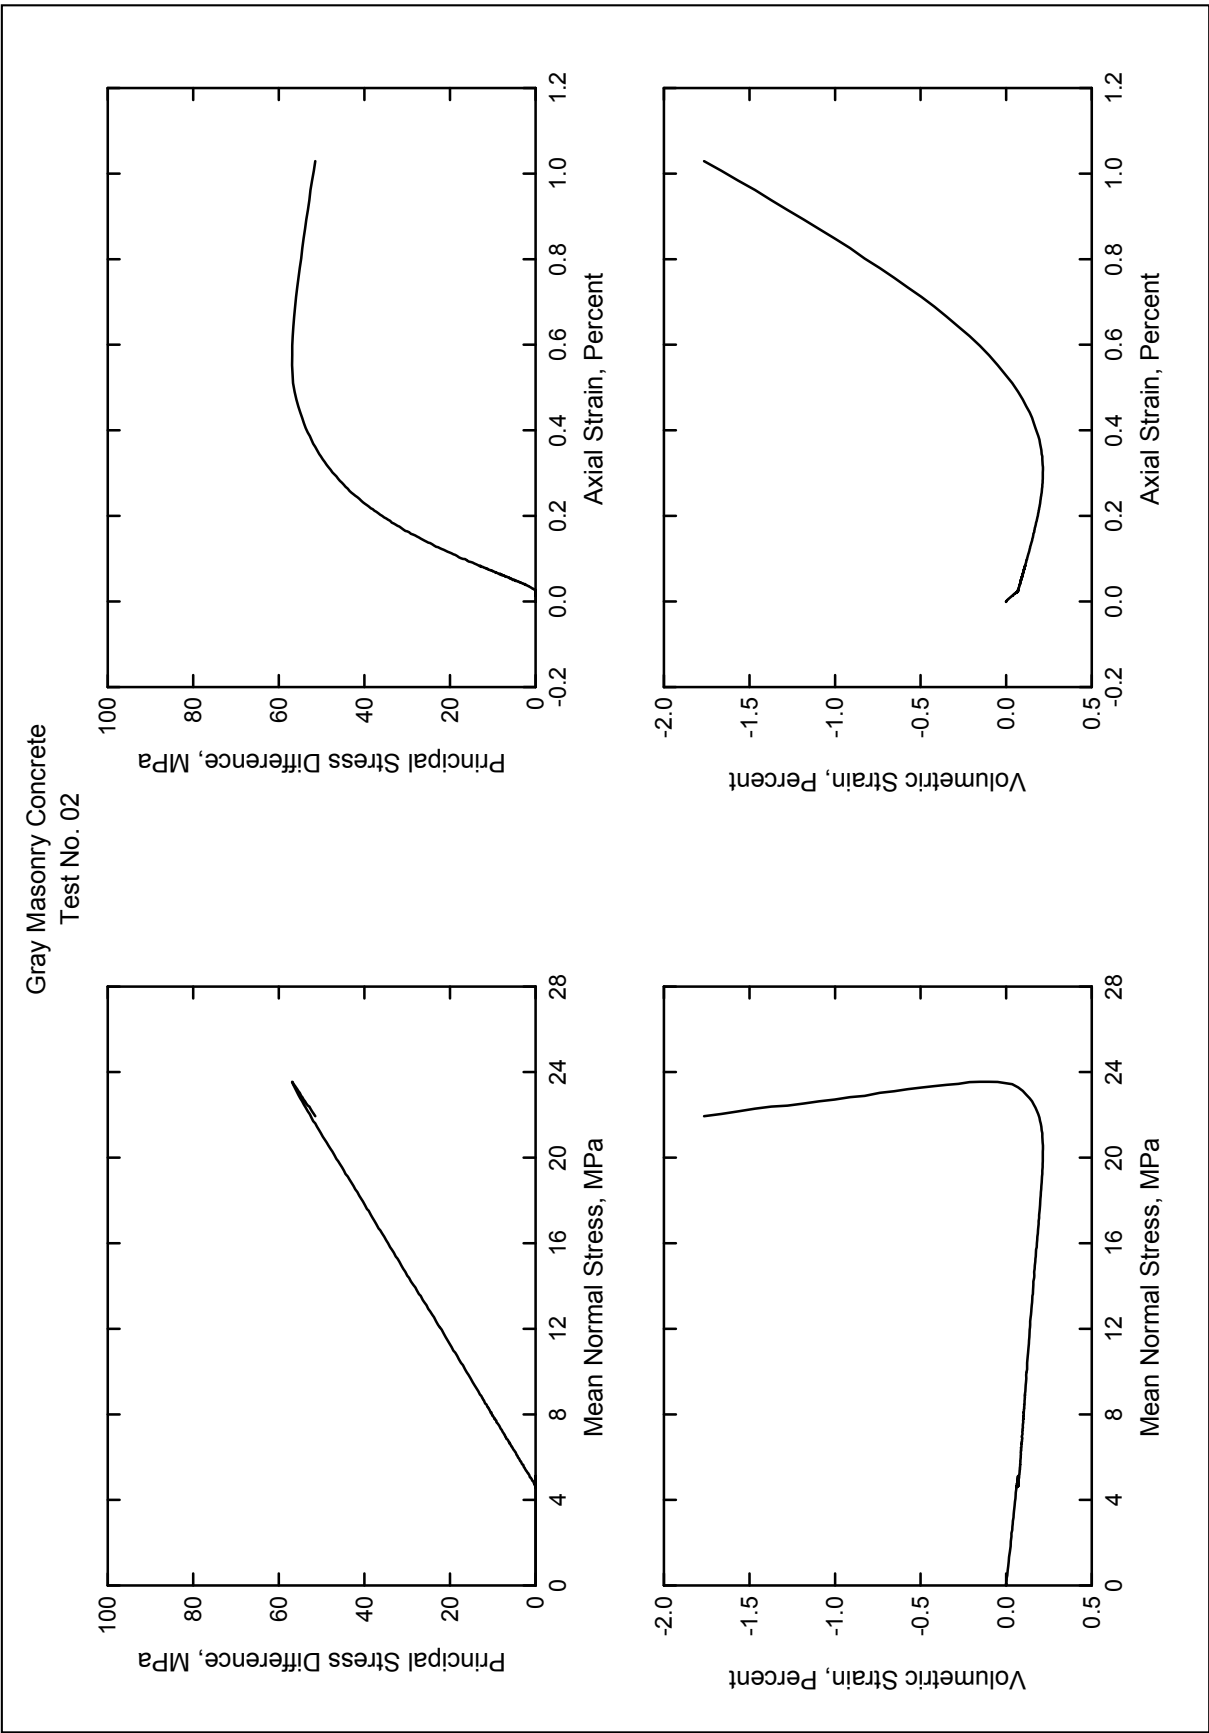 Gray Masonry Concrete
Test No. 02
Principal Stress Difference, MPa
100
80
60
40
20
0
0 4 8 12 16 20 24 28
Mean Normal Stress, MPa
Principal Stress Difference, MPa
100
80
60
40
20
0
-0.2 0.0 0.2 0.4 0.6 0.8 1.0 1.2
Axial Strain, Percent
Volumetric Strain, Percent
-2.0
-1.5
-1.0
-0.5
0.0
0.5
0 4 8 12 16 20 24 28
Mean Normal Stress, MPa
Volumetric Strain, Percent
-2.0
-1.5
-1.0
-0.5
0.0
0.5
-0.2 0.0 0.2 0.4 0.6 0.8 1.0 1.2
Axial Strain, Percent